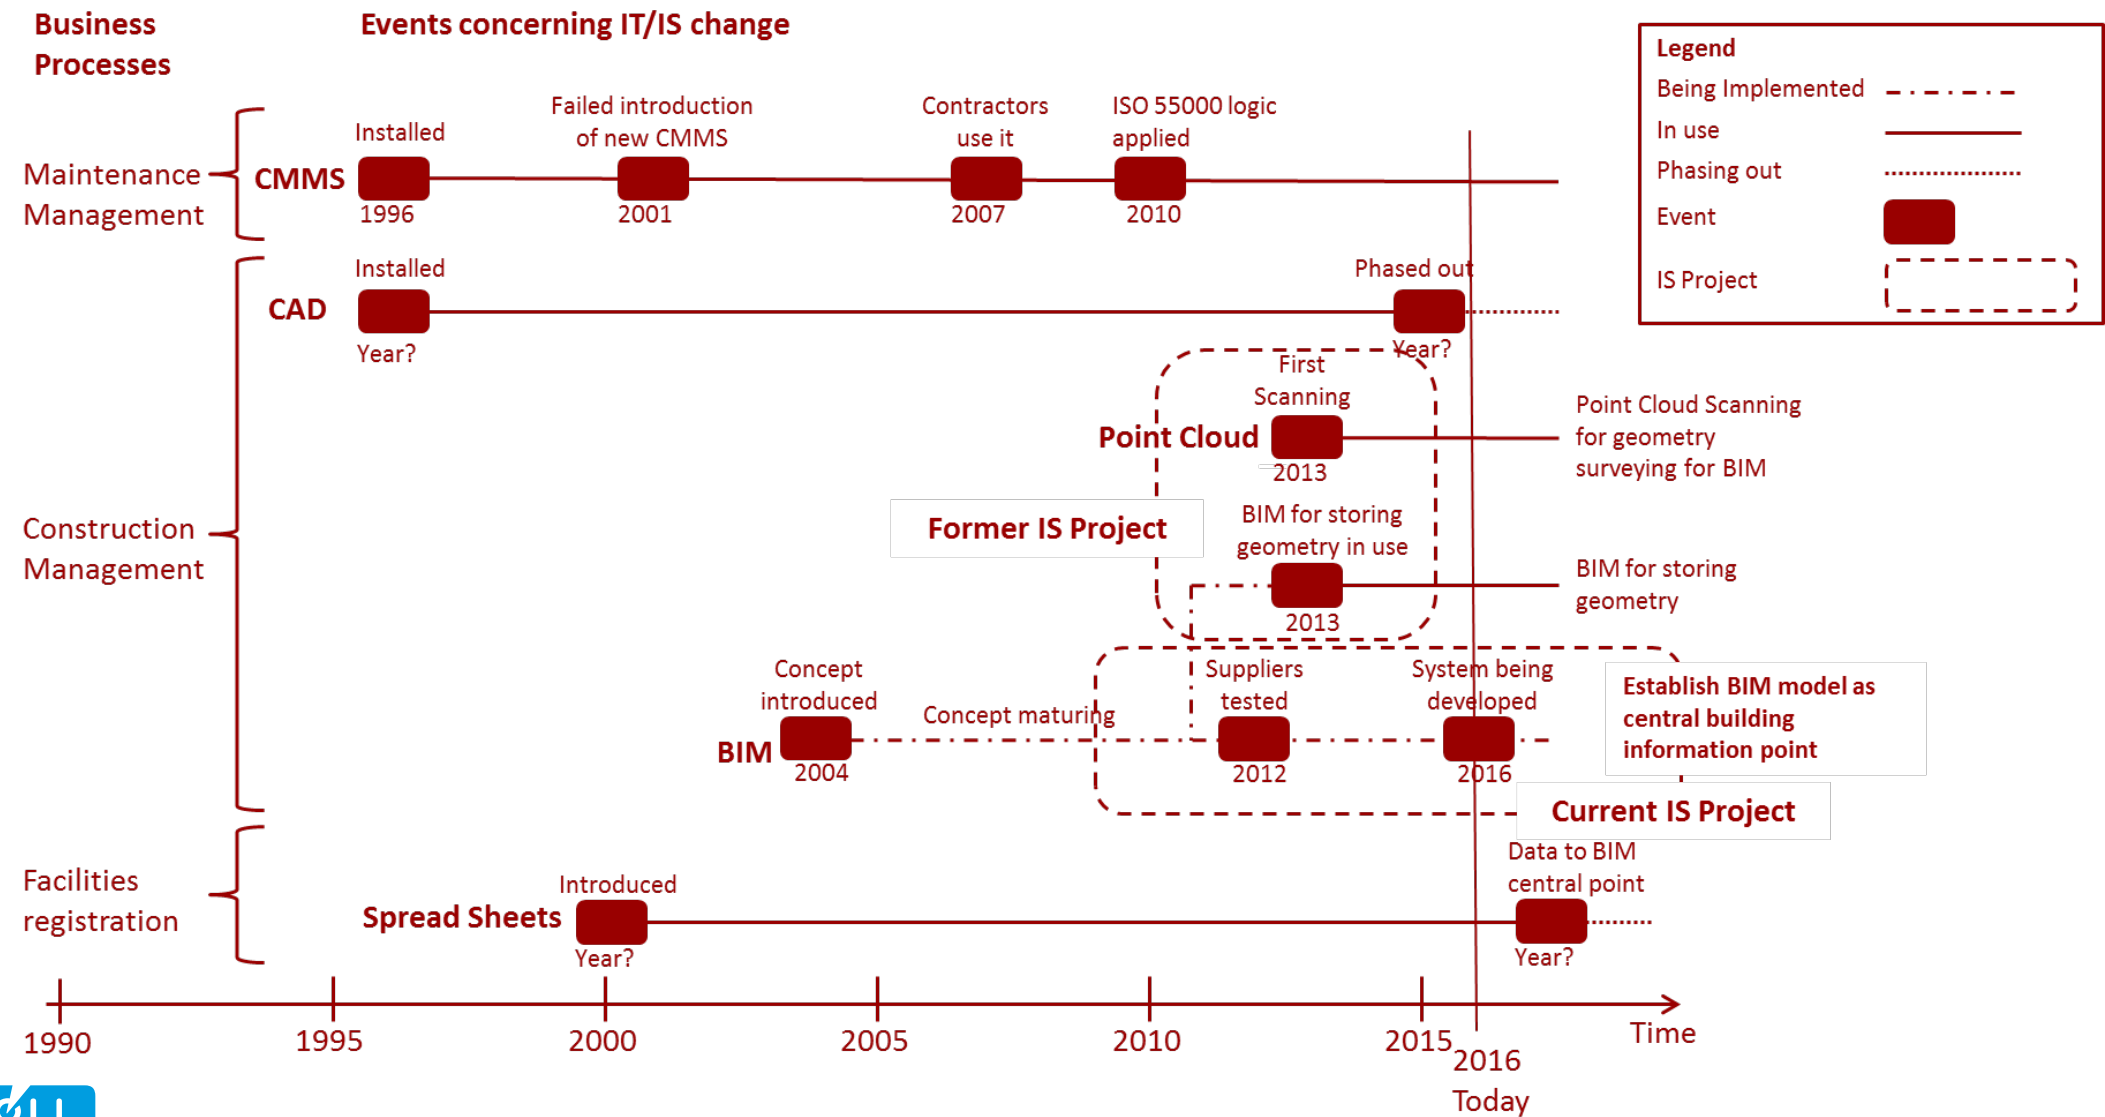 Business
Processes
Events concerning IT/IS change
Legend
Being Implemented
In use
Phasing out
Event
IS Project
Maintenance
Management
CMMS
Installed
1996
Failed introduction
of new CMMS
2001
Contractors
use it
2007
ISO 55000 logic
applied
2010
Construction
Management
CAD
Installed
Year?
Phased out
Year?
First
Scanning
Point Cloud
2013
Point Cloud Scanning
for geometry
surveying for BIM
Former IS Project
BIM for storing
geometry in use
2013
BIM for storing
geometry
Concept
introduced
BIM
2004
Concept maturing
Suppliers
tested
2012
System being
developed
2016
Establish BIM model as
central building
information point
Current IS Project
Facilities
registration
Spread Sheets
Introduced
Year?
Data to BIM
central point
Year?
1990
1995
2000
2005
2010
2015
2016
Today
Time